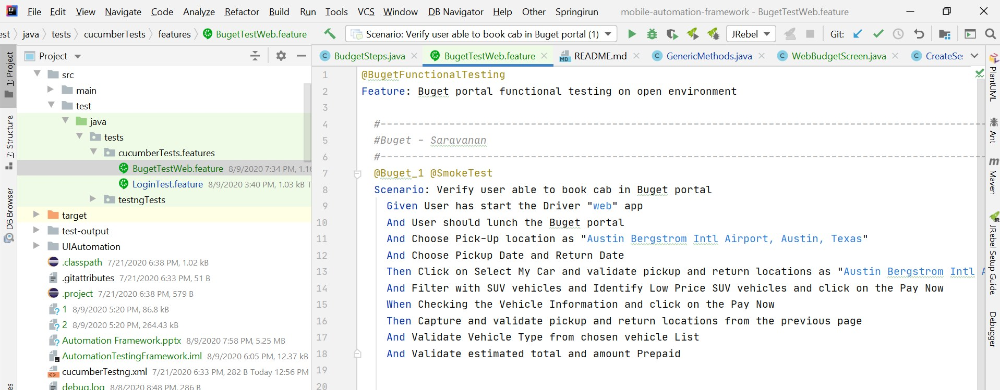 File Edit View Navigate Code Analyze Refactor Build Run Tools VCS Window DB Navigator Help Other Springirun mobile-automation-framework - BugetTestWeb.feature
est java tests cucumberTests features BugetTestWeb.feature Scenario: Verify user able to book cab in Buget portal (1) JRebel Git:
1: Project
7: Structure
DB Browser
es
Project
src
main
test
java
tests
cucumberTests.features
BugetTestWeb.feature 8/9/2020 7:34 PM, 1.16
LoginTest.feature 8/9/2020 3:40 PM, 1.03 kB T
testngTests
target
test-output
UIAutomation
.classpath 7/21/2020 6:38 PM, 1.02 kB
.gitattributes 7/21/2020 6:33 PM, 51 B
.project 7/21/2020 6:38 PM, 579 B
1 8/9/2020 5:20 PM, 86.8 kB
2 8/9/2020 5:20 PM, 264.43 kB
Automation Framework.pptx 8/9/2020 7:58 PM, 5.25 MB
AutomationTestingFramework.iml 8/9/2020 6:05 PM, 12.37 kB
cucumberTestng.xml 7/21/2020 6:33 PM, 282 B Today 12:56 PM
debug.log 8/8/2020 8:48 PM, 286 B
BudgetSteps.java BugetTestWeb.feature README.md GenericMethods.java WebBudgetScreen.java CreateSes
1 @BugetFunctionalTesting
2 Feature: Buget portal functional testing on open environment
3
4 #------------------------------------------------------------------------------------------------
5 #Buget - Saravanan
6 #------------------------------------------------------------------------------------------------
7 @Buget_1 @SmokeTest
8 Scenario: Verify user able to book cab in Buget portal
9 Given User has start the Driver "web" app
10 And User should lunch the Buget portal
11 And Choose Pick-Up location as "Austin Bergstrom Intl Airport, Austin, Texas"
12 And Choose Pickup Date and Return Date
13 Then Click on Select My Car and validate pickup and return locations as "Austin Bergstrom Intl A
14 And Filter with SUV vehicles and Identify Low Price SUV vehicles and click on the Pay Now
15 When Checking the Vehicle Information and click on the Pay Now
16 Then Capture and validate pickup and return locations from the previous page
17 And Validate Vehicle Type from chosen vehicle List
18 And Validate estimated total and amount Prepaid
19
20
PlantUML
Ant
m Maven
JRebel Setup Guide
Debugger